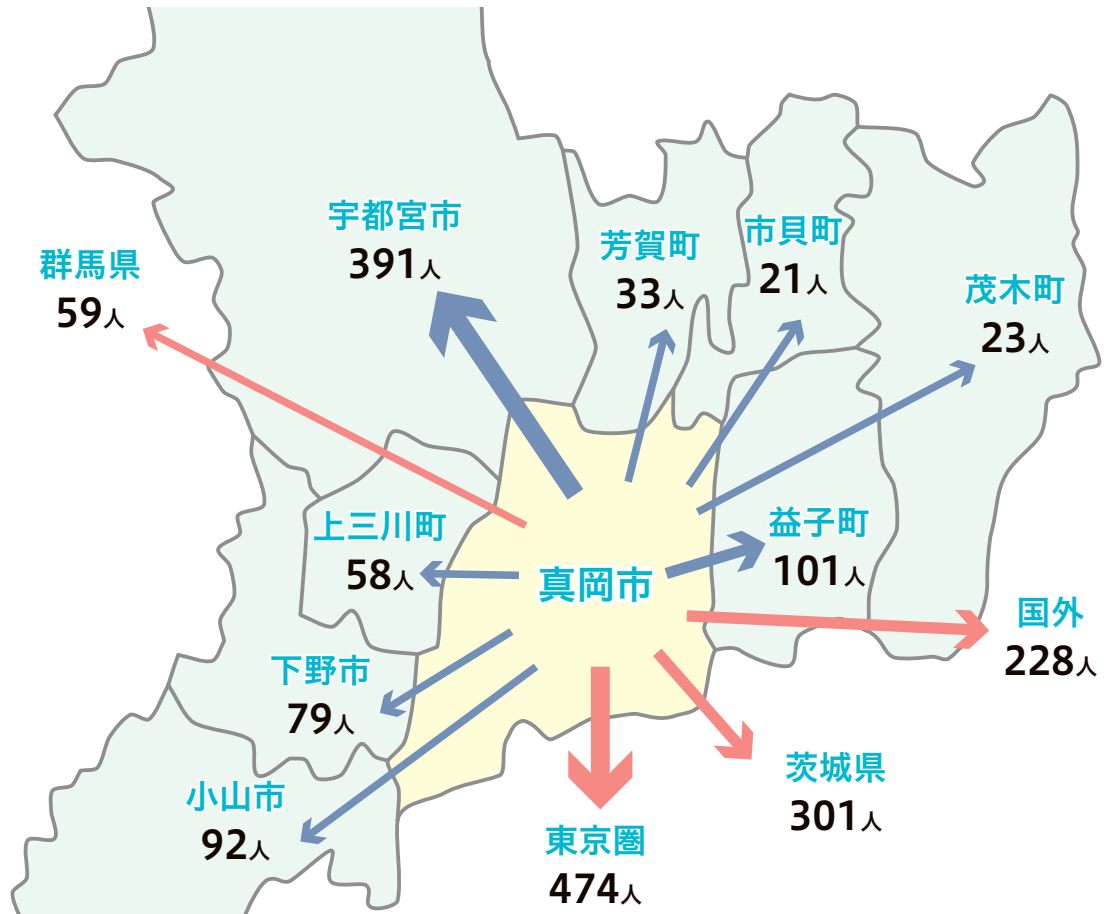 宇都宮市
391人
芳賀町
33人
市貝町
21人
群馬県
59人
茂木町
23人
上三川町
58人
真岡市
益子町
101人
国外
228人
下野市
79人
小山市
92人
茨城県
301人
東京圏
474人